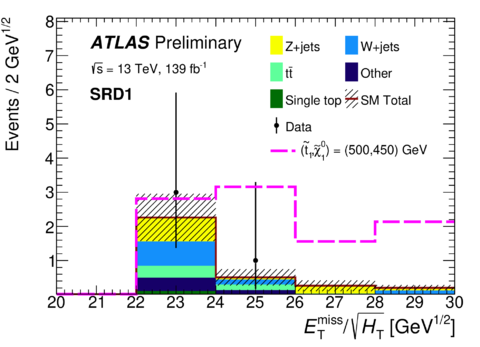 ATLAS Preliminary
√s = 13 TeV, 139 fb⁻¹
SRD1
Z+jets
W+jets
tt̄
Other
Single top
SM Total
Data
(t̃₁, χ̃₁⁰) = (500,450) GeV
Events / 2 GeV^1/2
8
7
6
5
4
3
2
1
20 21 22 23 24 25 26 27 28 29 30
E_T^miss/√H_T [GeV^1/2]